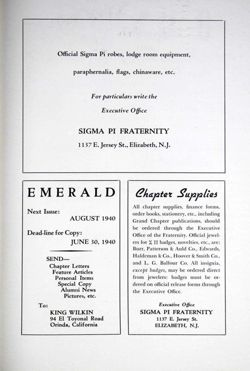 Official Sigma Pi robes, lodge room equipment,
paraphernalia, flags, chinaware, etc.
For particulars write the
Executive Office
SIGMA PI FRATERNITY
1137 E. Jersey St., Elizabeth, N.J.
EMERALD
Next Issue:
AUGUST 1940
Dead-line for Copy:
JUNE 30, 1940
SEND—
Chapter Letters
Feature Articles
Personal Items
Special Copy
Alumni News
Pictures, etc.
To:
KING WILKIN
94 El Toyonal Road
Orinda, California
Chapter Supplies
All chapter supplies, finance forms,
order books, stationery, etc., including
Grand Chapter publications, should
be ordered through the Executive
Office of the Fraternity. Official jewel-
ers for Σ Π badges, novelties, etc., are:
Burr, Patterson & Auld Co., Edwards,
Haldeman & Co., Hoover & Smith Co.,
and L. G. Balfour Co. All insignia,
except badges, may be ordered direct
from jewelers: badges must be or-
dered on official release forms through
the Executive Office.
Executive Office
SIGMA PI FRATERNITY
1137 E. Jersey St.
ELIZABETH, N.J.